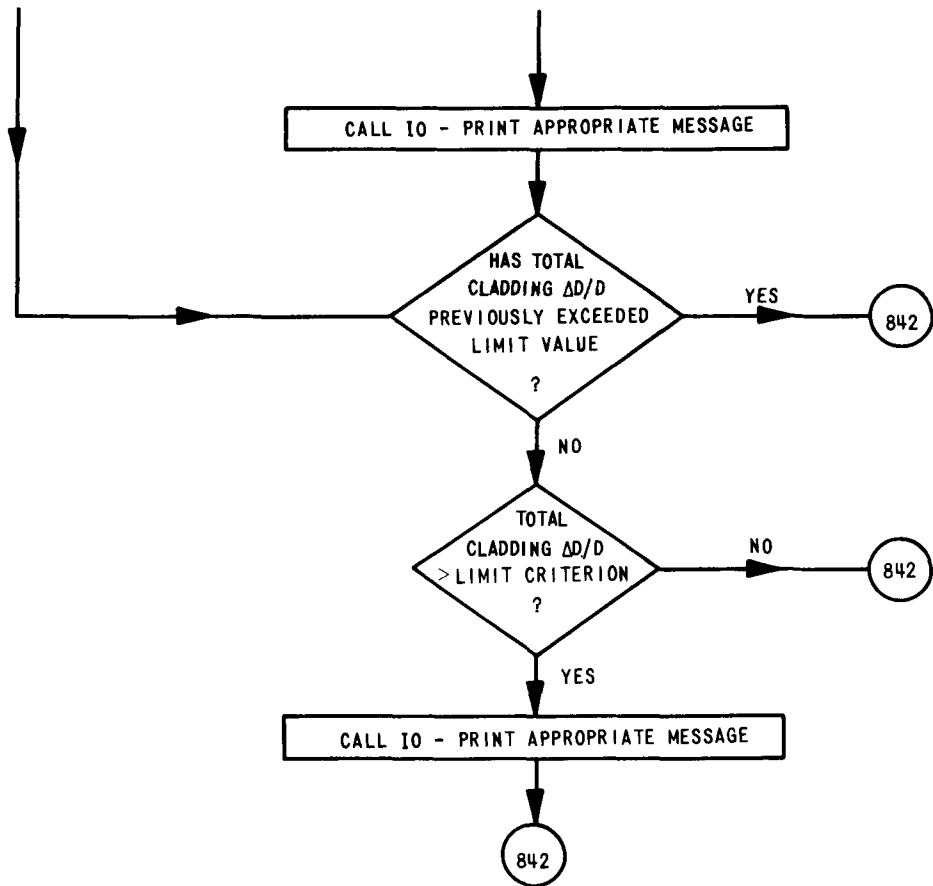 CALL IO - PRINT APPROPRIATE MESSAGE
HAS TOTAL
CLADDING ΔD/D
PREVIOUSLY EXCEEDED
LIMIT VALUE
?
YES
842
NO
TOTAL
CLADDING ΔD/D
> LIMIT CRITERION
?
NO
842
YES
CALL IO - PRINT APPROPRIATE MESSAGE
842